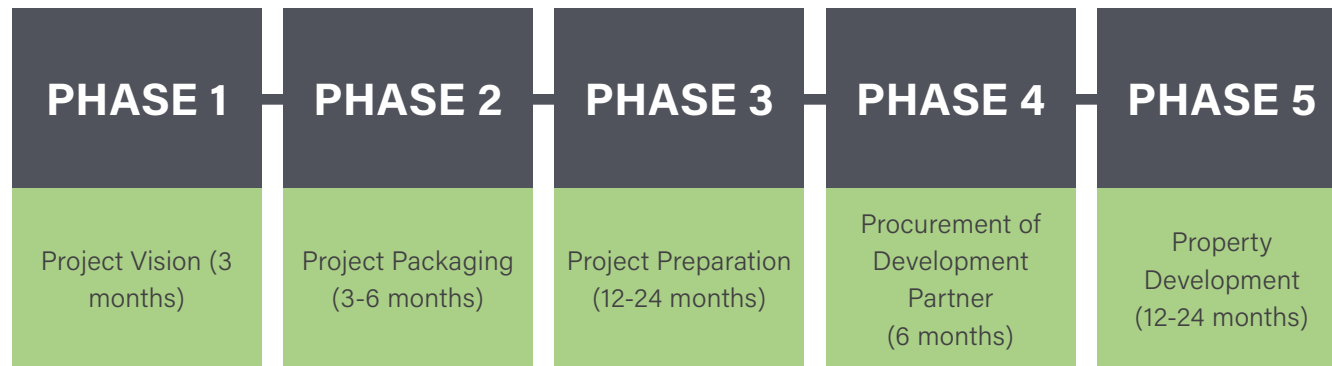 PHASE 1
Project Vision (3
months)
PHASE 2
Project Packaging
(3-6 months)
PHASE 3
Project Preparation
(12-24 months)
PHASE 4
Procurement of
Development
Partner
(6 months)
PHASE 5
Property
Development
(12-24 months)